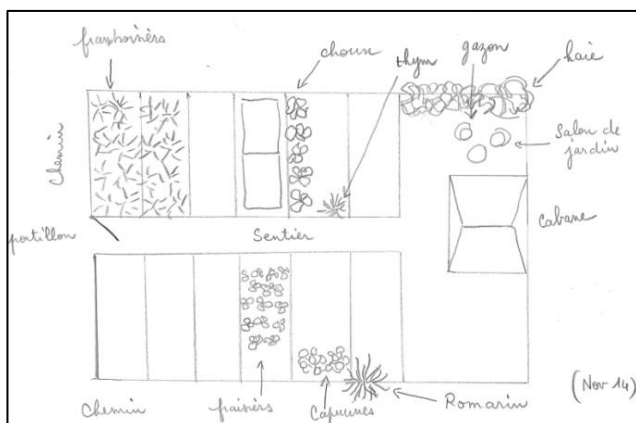 framboisiers
choux
thym
gazon
haie
Salon de
jardin
Chemin
cabane
portillon
Sentier
Chemin
fraisiers
Capucines
Romarin
(Nov 14)